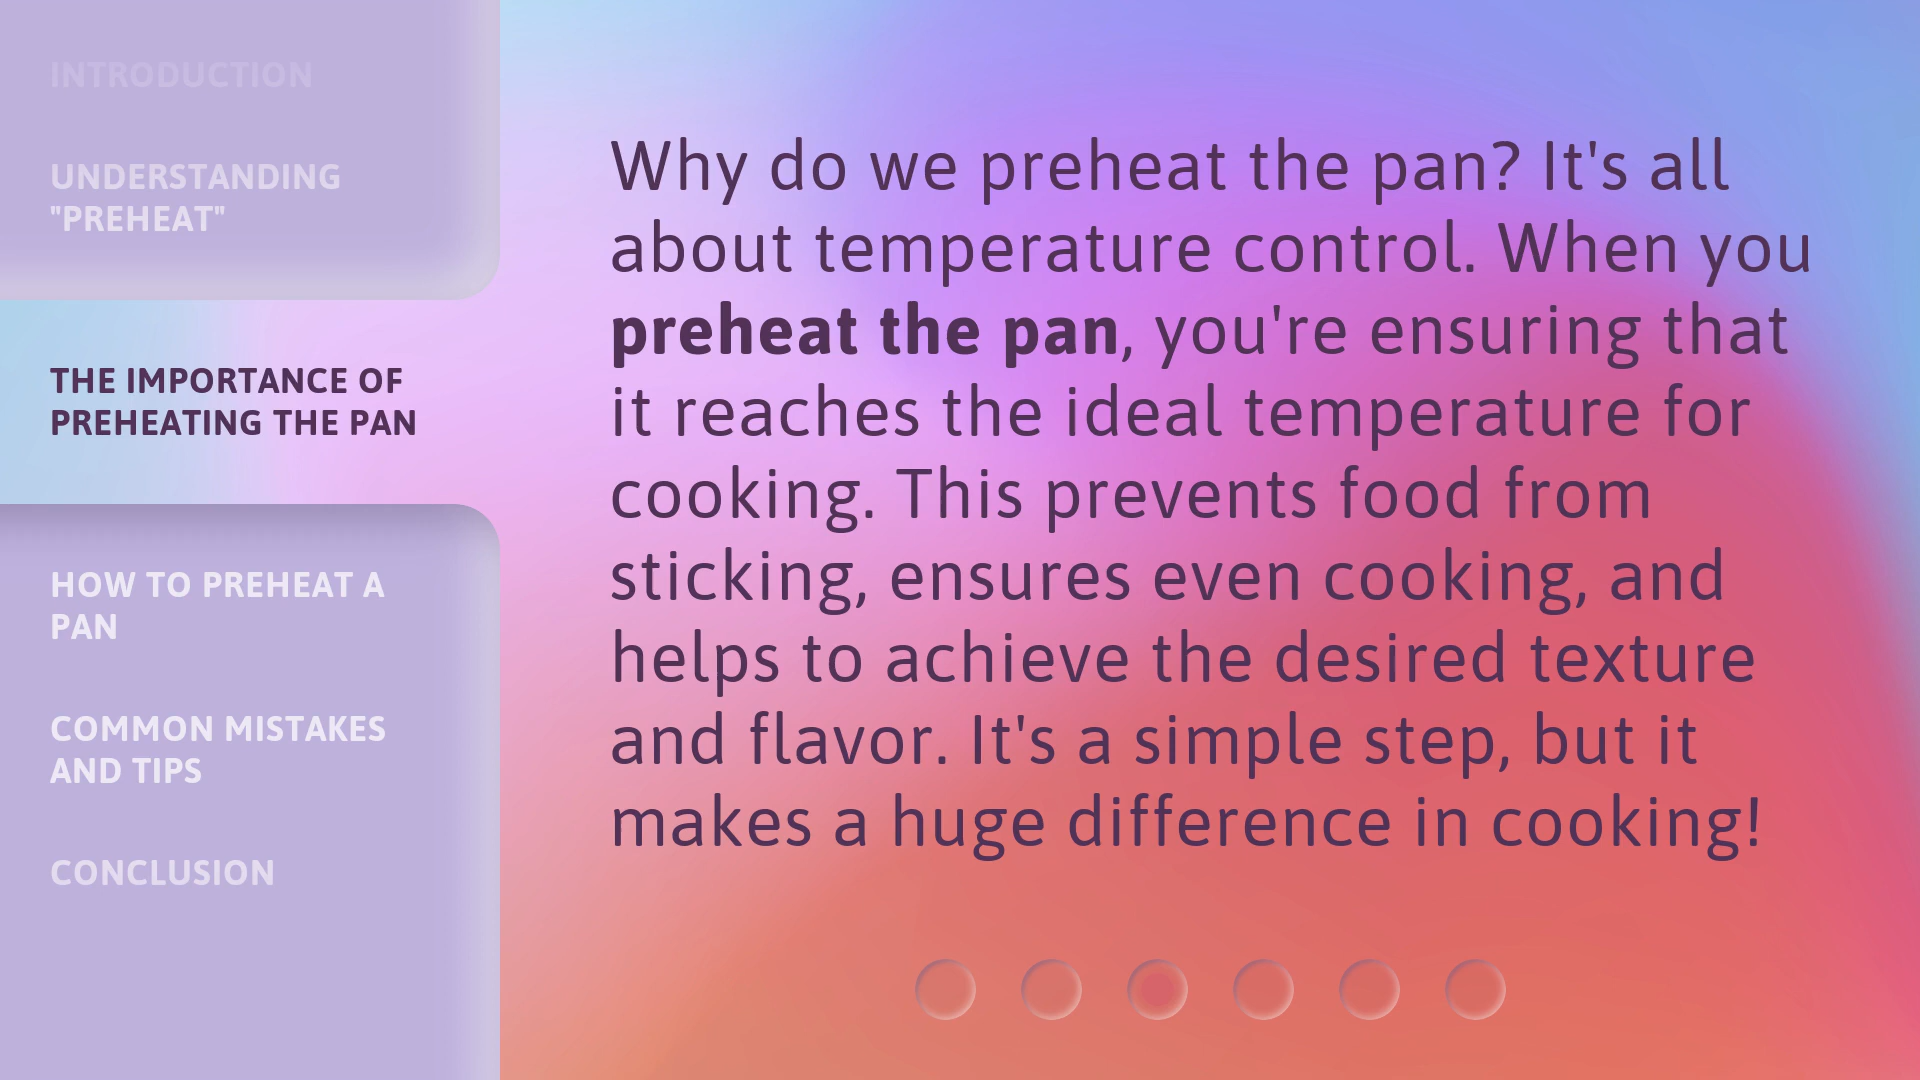 INTRODUCTION
UNDERSTANDING
"PREHEAT"
THE IMPORTANCE OF
PREHEATING THE PAN
HOW TO PREHEAT A
PAN
COMMON MISTAKES
AND TIPS
CONCLUSION
Why do we preheat the pan? It's all
about temperature control. When you
preheat the pan, you're ensuring that
it reaches the ideal temperature for
cooking. This prevents food from
sticking, ensures even cooking, and
helps to achieve the desired texture
and flavor. It's a simple step, but it
makes a huge difference in cooking!